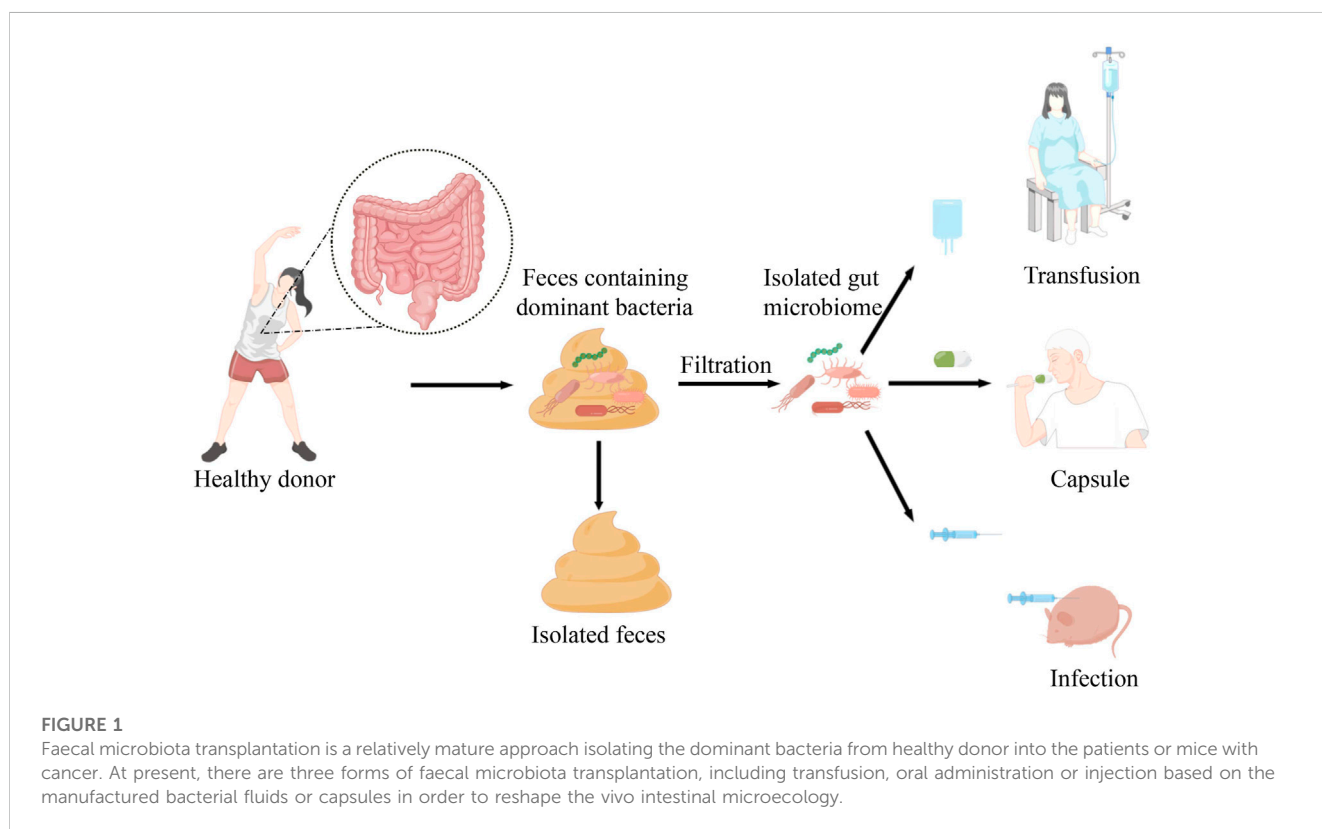 Feces containing
dominant bacteria
Isolated gut
microbiome
Transfusion
Filtration
Healthy donor
Capsule
Isolated feces
Infection
FIGURE 1
Faecal microbiota transplantation is a relatively mature approach isolating the dominant bacteria from healthy donor into the patients or mice with
cancer. At present, there are three forms of faecal microbiota transplantation, including transfusion, oral administration or injection based on the
manufactured bacterial fluids or capsules in order to reshape the vivo intestinal microecology.